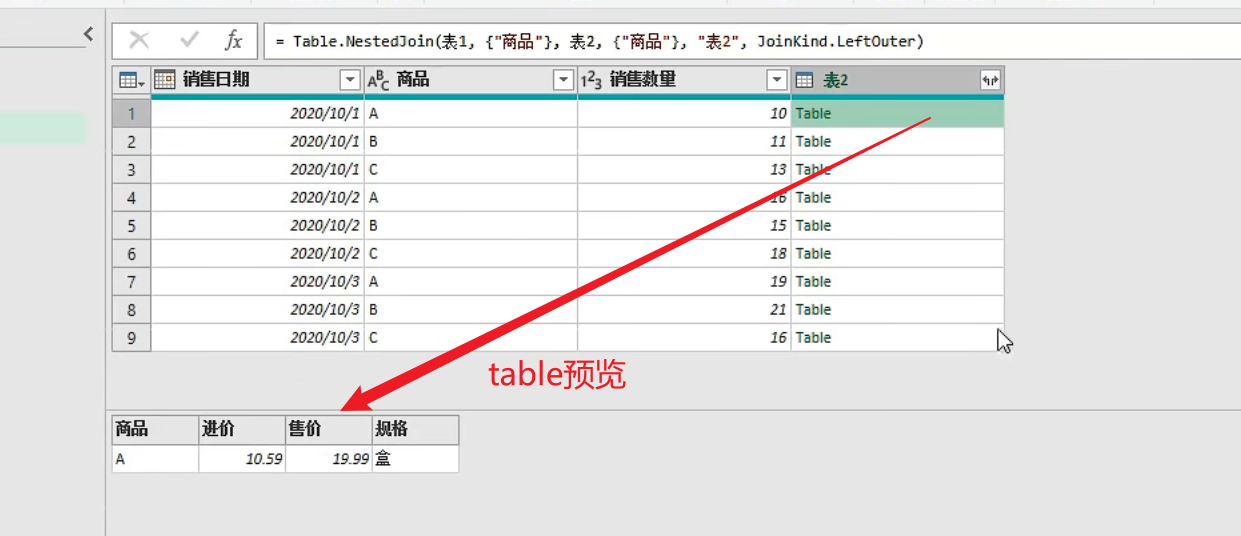 fx = Table.NestedJoin(表1, {"商品"}, 表2, {"商品"}, "表2", JoinKind.LeftOuter)
销售日期 ABC 商品 123 销售数量 表2
1 2020/10/1 A 10 Table
2 2020/10/1 B 11 Table
3 2020/10/1 C 13 Table
4 2020/10/2 A 16 Table
5 2020/10/2 B 15 Table
6 2020/10/2 C 18 Table
7 2020/10/3 A 19 Table
8 2020/10/3 B 21 Table
9 2020/10/3 C 16 Table
table预览
商品 进价 售价 规格
A 10.59 19.99 盒